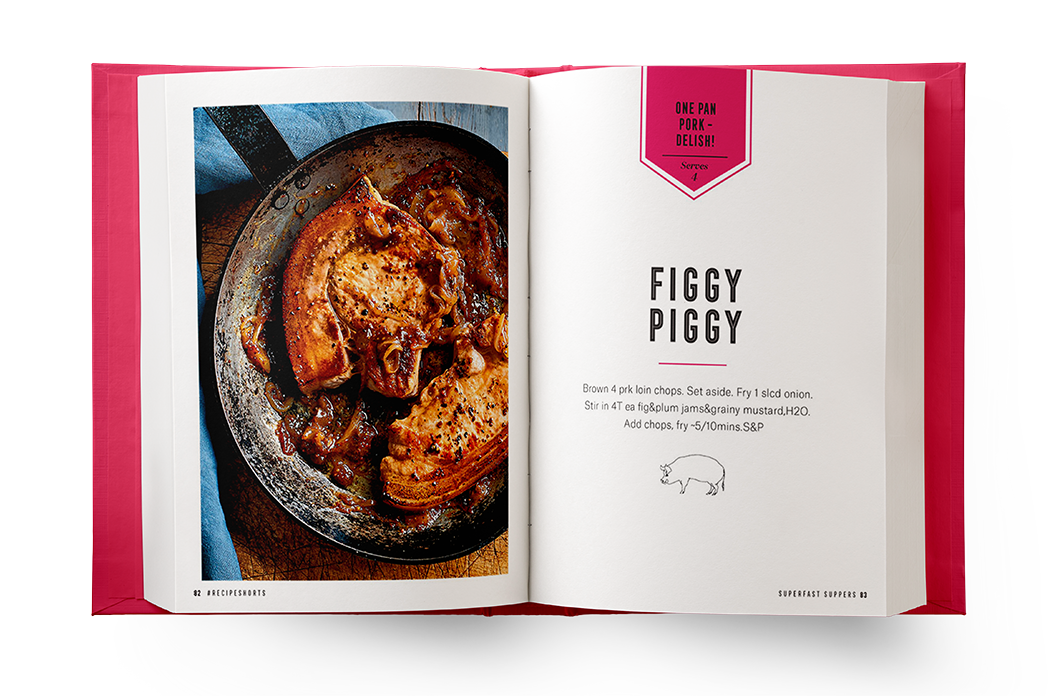 82 #RECIPESHORTS
ONE PAN
PORK –
DELISH!
Serves
4
FIGGY
PIGGY
Brown 4 prk loin chops. Set aside. Fry 1 slcd onion.
Stir in 4T ea fig&plum jams&grainy mustard,H2O.
Add chops, fry ~5/10mins.S&P
SUPERFAST SUPPERS 83